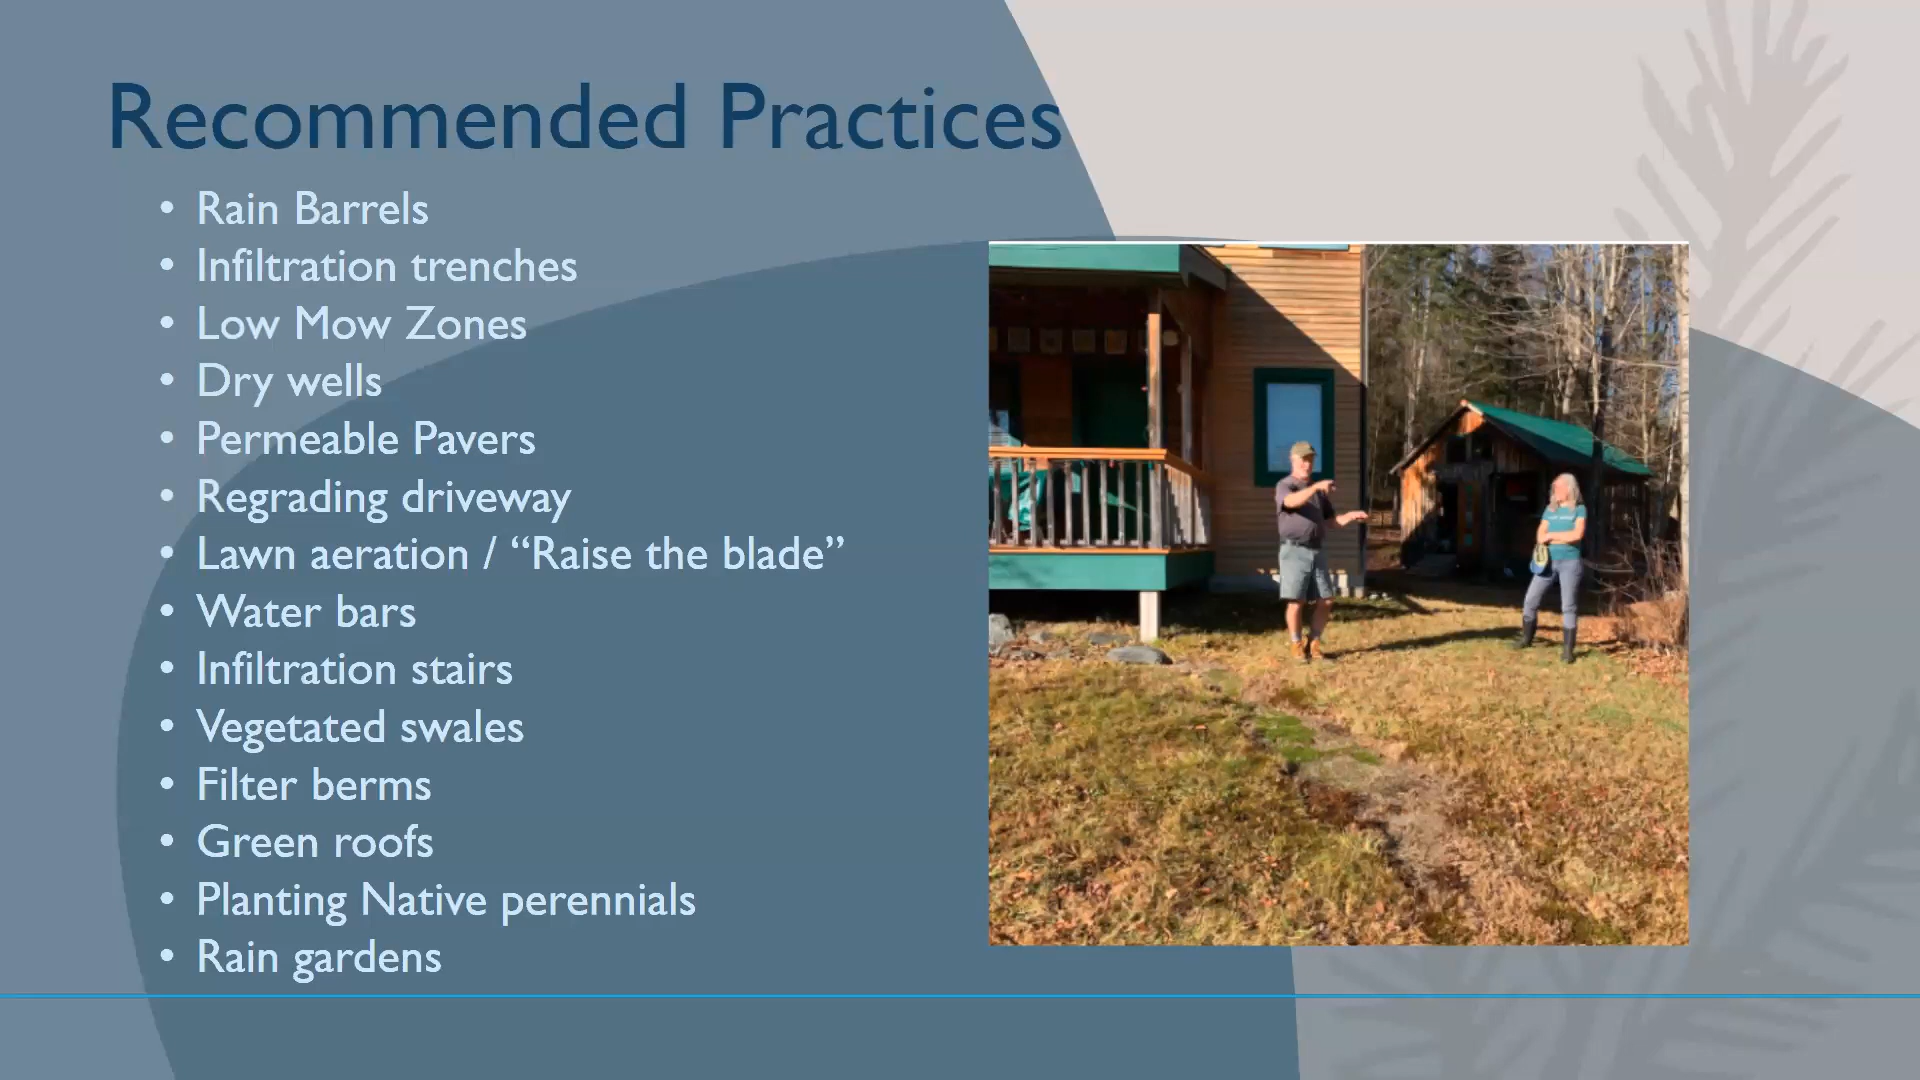 Recommended Practices
• Rain Barrels
• Infiltration trenches
• Low Mow Zones
• Dry wells
• Permeable Pavers
• Regrading driveway
• Lawn aeration / “Raise the blade”
• Water bars
• Infiltration stairs
• Vegetated swales
• Filter berms
• Green roofs
• Planting Native perennials
• Rain gardens